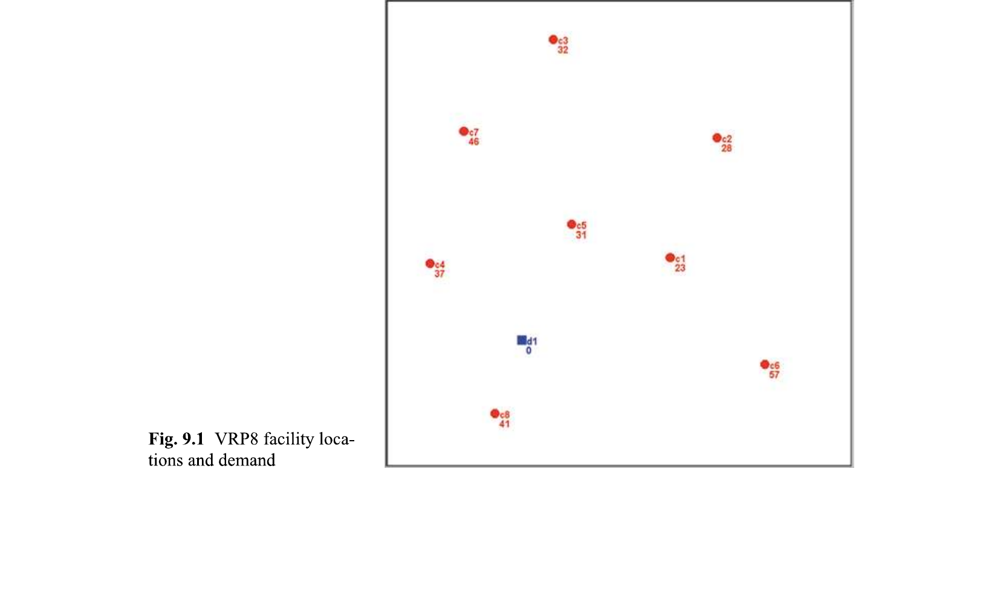 c3
32
c7
46
c2
28
c5
31
c1
23
c4
37
d1
0
c6
57
c8
41
Fig. 9.1 VRP8 facility loca-
tions and demand